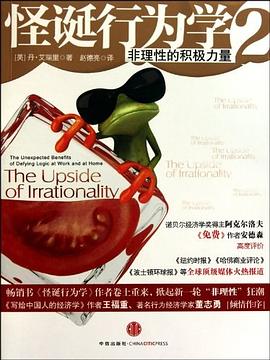 怪诞行为学2
[美]丹·艾瑞里◎著 赵德亮◎译
非理性的积极力量
The Upside of
Irrationality
The Unexpected Benefits
of Defying Logic at Work and at Home
The Upside
of Irrationality
诺贝尔经济学奖得主阿克尔洛夫
《免费》作者安德森
高度评价
《纽约时报》《哈佛商业评论》
《波士顿环球报》等全球顶级媒体火热报道
畅销书《怪诞行为学》作者卷土重来，掀起新一轮“非理性”狂潮
《写给中国人的经济学》作者王福重、著名行为经济学家董志勇 倾情作序
中信出版社·CHINACITICPRESS